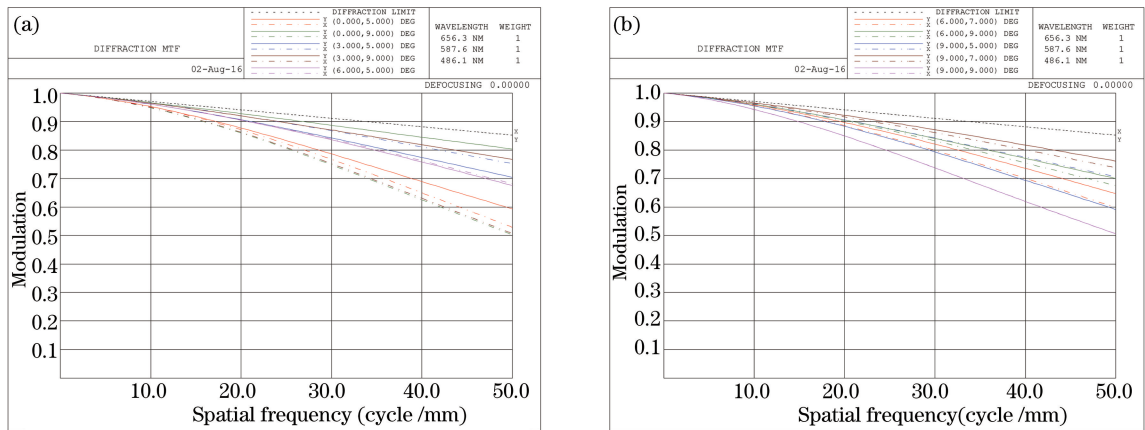 (a)
DIFFRACTION MTF
02-Aug-16
DIFFRACTION LIMIT
Y
X (0.000,5.000) DEG
Y
X (0.000,9.000) DEG
Y
X (3.000,5.000) DEG
Y
X (3.000,9.000) DEG
Y
X (6.000,5.000) DEG
WAVELENGTH WEIGHT
656.3 NM 1
587.6 NM 1
486.1 NM 1
DEFOCUSING 0.00000
1.0
0.9
0.8
0.7
0.6
0.5
0.4
0.3
0.2
0.1
Modulation
X
Y
10.0 20.0 30.0 40.0 50.0
Spatial frequency (cycle /mm)
(b)
DIFFRACTION MTF
02-Aug-16
DIFFRACTION LIMIT
Y
X (6.000,7.000) DEG
Y
X (6.000,9.000) DEG
Y
X (9.000,5.000) DEG
Y
X (9.000,7.000) DEG
Y
X (9.000,9.000) DEG
WAVELENGTH WEIGHT
656.3 NM 1
587.6 NM 1
486.1 NM 1
DEFOCUSING 0.00000
1.0
0.9
0.8
0.7
0.6
0.5
0.4
0.3
0.2
0.1
Modulation
X
Y
10.0 20.0 30.0 40.0 50.0
Spatial frequency(cycle /mm)